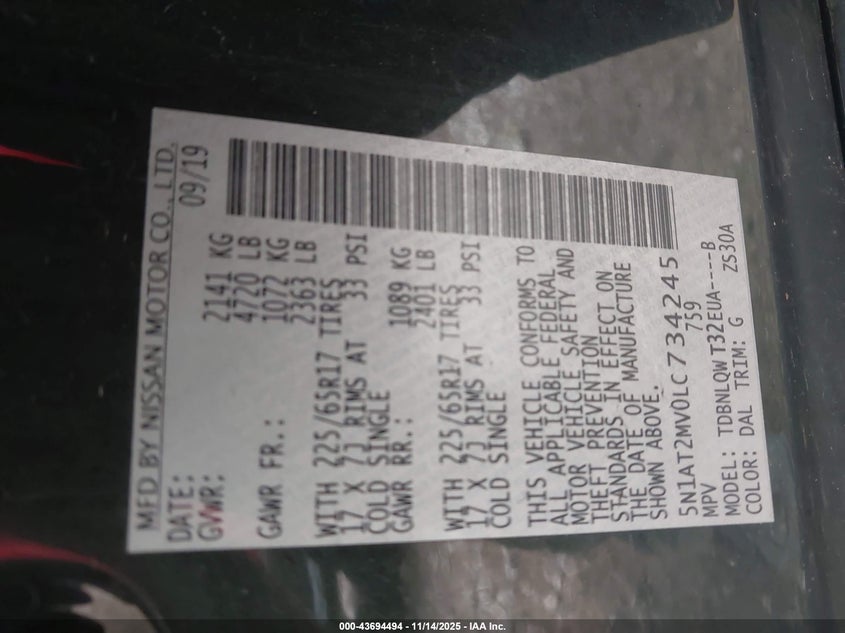 MFD BY NISSAN MOTOR CO., LTD.
DATE: 09/19
GVWR: 2141 KG
4720 LB
GAWR FR.: 1072 KG
2363 LB
WITH 225/65R17 TIRES
17 X 7J RIMS AT 33 PSI
COLD SINGLE
GAWR RR.: 1089 KG
2401 LB
WITH 225/65R17 TIRES
17 X 7J RIMS AT 33 PSI
COLD SINGLE
THIS VEHICLE CONFORMS TO
ALL APPLICABLE FEDERAL
MOTOR VEHICLE SAFETY AND
THEFT PREVENTION
STANDARDS IN EFFECT ON
THE DATE OF MANUFACTURE
SHOWN ABOVE.
5N1AT2MV0LC734245
MPV 759
MODEL: TDBNLQW T32EUA----B
COLOR: DAL TRIM: G ZS30A
000-43694494 - 11/14/2025 - IAA Inc.